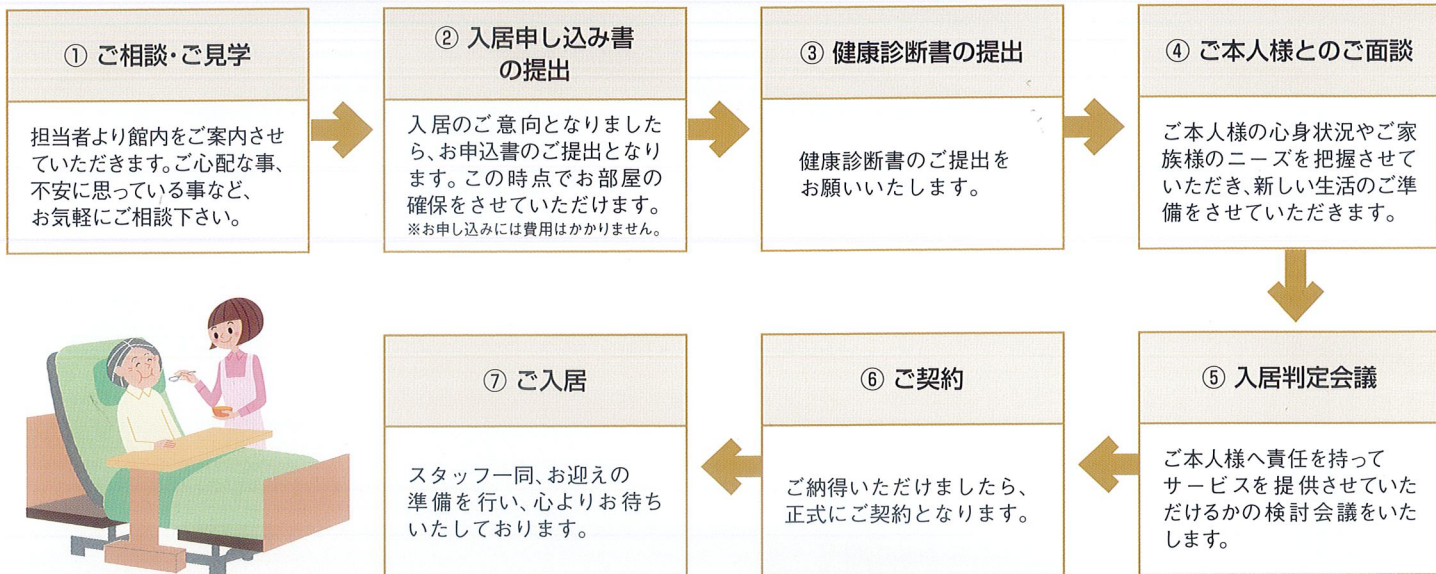 ① ご相談・ご見学
担当者より館内をご案内させ
ていただきます。ご心配な事、
不安に思っている事など、
お気軽にご相談下さい。
② 入居申し込み書
の提出
入居のご意向となりました
ら、お申込書のご提出となり
ます。この時点でお部屋の
確保をさせていただけます。
※お申し込みには費用はかかりません。
③ 健康診断書の提出
健康診断書のご提出を
お願いいたします。
④ ご本人様とのご面談
ご本人様の心身状況やご家
族様のニーズを把握させて
いただき、新しい生活のご準
備をさせていただきます。
⑤ 入居判定会議
ご本人様へ責任を持って
サービスを提供させていた
だけるかの検討会議をいた
します。
⑥ ご契約
ご納得いただけましたら、
正式にご契約となります。
⑦ ご入居
スタッフ一同、お迎えの
準備を行い、心よりお待ち
いたしております。